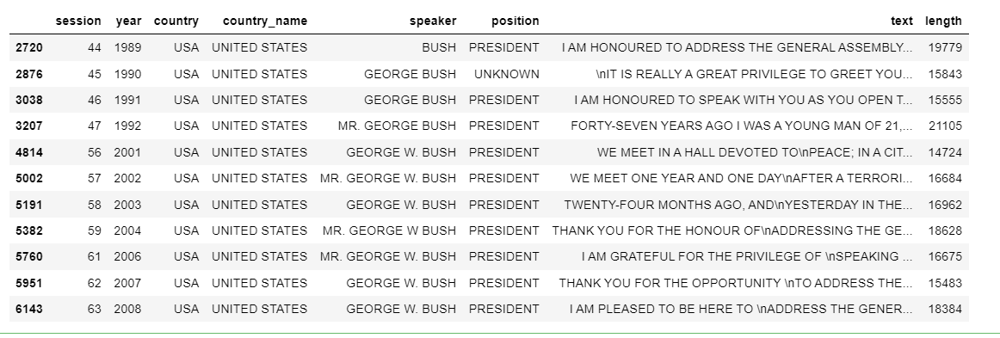 session year country country_name speaker position text length
2720 44 1989 USA UNITED STATES BUSH PRESIDENT I AM HONOURED TO ADDRESS THE GENERAL ASSEMBLY... 19779
2876 45 1990 USA UNITED STATES GEORGE BUSH UNKNOWN \nIT IS REALLY A GREAT PRIVILEGE TO GREET YOU... 15843
3038 46 1991 USA UNITED STATES GEORGE BUSH PRESIDENT I AM HONOURED TO SPEAK WITH YOU AS YOU OPEN T... 15555
3207 47 1992 USA UNITED STATES MR. GEORGE BUSH PRESIDENT FORTY-SEVEN YEARS AGO I WAS A YOUNG MAN OF 21,... 21105
4814 56 2001 USA UNITED STATES GEORGE W. BUSH PRESIDENT WE MEET IN A HALL DEVOTED TO\nPEACE; IN A CIT... 14724
5002 57 2002 USA UNITED STATES MR. GEORGE W. BUSH PRESIDENT WE MEET ONE YEAR AND ONE DAY\nAFTER A TERRORI... 16684
5191 58 2003 USA UNITED STATES GEORGE W. BUSH PRESIDENT TWENTY-FOUR MONTHS AGO, AND\nYESTERDAY IN THE... 16962
5382 59 2004 USA UNITED STATES MR. GEORGE W BUSH PRESIDENT THANK YOU FOR THE HONOUR OF\nADDRESSING THE GE... 18628
5760 61 2006 USA UNITED STATES MR. GEORGE W. BUSH PRESIDENT I AM GRATEFUL FOR THE PRIVILEGE OF \nSPEAKING ... 16675
5951 62 2007 USA UNITED STATES GEORGE W. BUSH PRESIDENT THANK YOU FOR THE OPPORTUNITY \nTO ADDRESS THE... 15483
6143 63 2008 USA UNITED STATES GEORGE W. BUSH PRESIDENT I AM PLEASED TO BE HERE TO \nADDRESS THE GENER... 18384